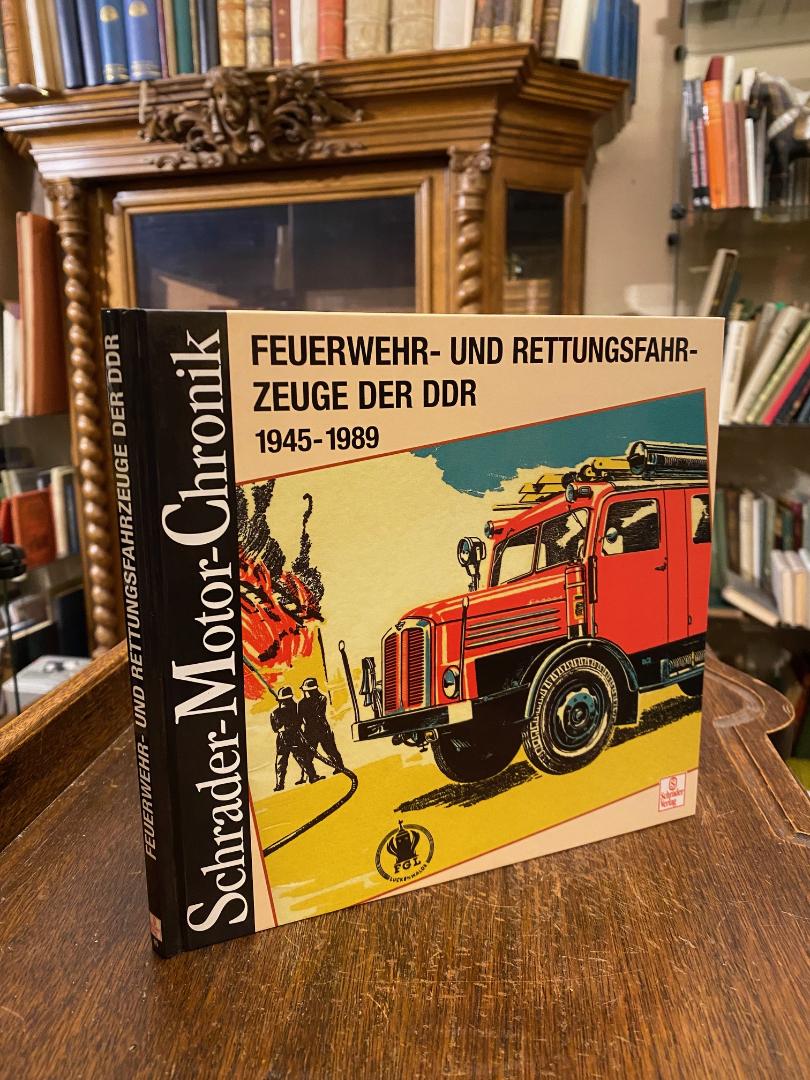 FEUERWEHR- UND RETTUNGSFAHRZEUGE DER DDR
Schrader-Motor-Chronik
FEUERWEHR- UND RETTUNGSFAHR-
ZEUGE DER DDR
1945-1989
FGL
LUCKENWALDE
Schrader
Verlag